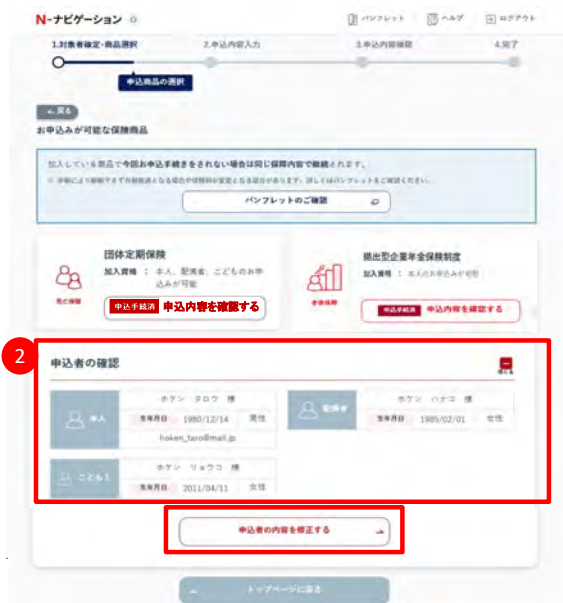 N-ナビゲーション
パンフレット ヘルプ ログアウト
1.対象者確定・商品選択 2.申込内容入力 3.申込内容確認 4.完了
申込商品の選択
戻る
お申込みが可能な保険商品
加入している商品で今回お申込手続きをされない場合は同じ保障内容で継続されます。
パンフレットのご確認
団体定期保険
加入資格 : 本人、配偶者、こどものお申
込みが可能
死亡保障
申込手続済 申込内容を確認する
拠出型企業年金保険制度
加入資格 : 本人のお申込みが可能
老後保障
申込手続済 申込内容を確認する
2
申込者の確認
閉じる
本人
ホケン タロウ 様
生年月日 1980/12/14 男性
hoken_taro@mail.jp
配偶者
ホケン ハナコ 様
生年月日 1985/02/01 女性
こども1
ホケン リョウコ 様
生年月日 2011/04/11 女性
申込者の内容を修正する
トップページに戻る